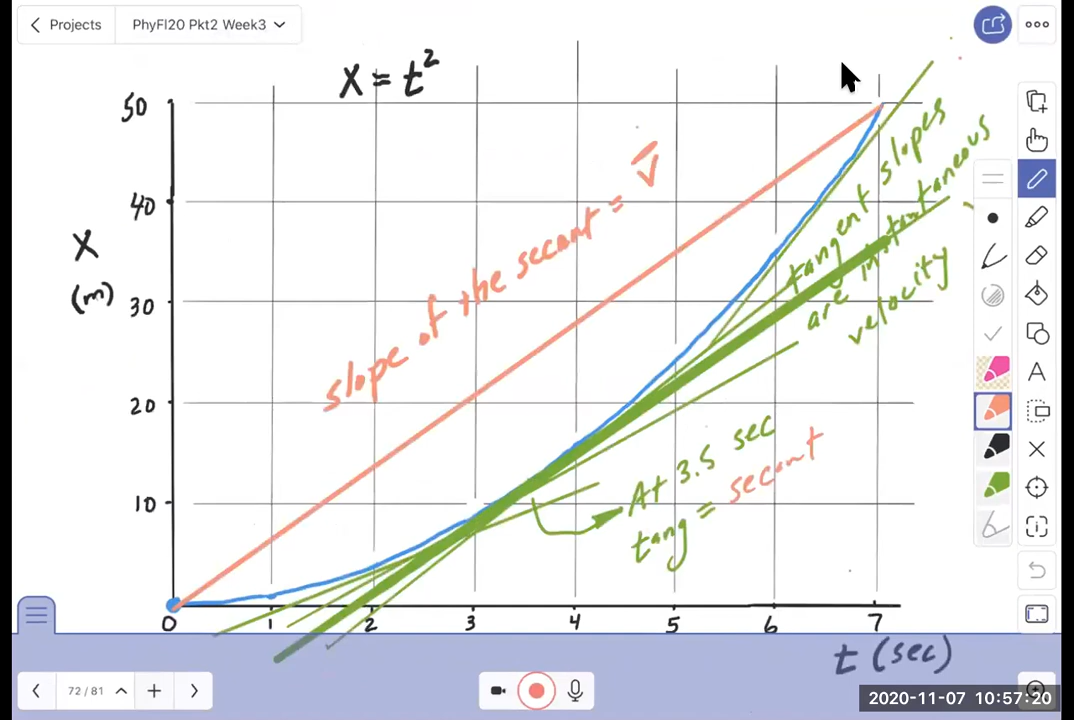 Projects
PhyFl20 Pkt2 Week3
X = t²
50
40
30
20
10
X
(m)
slope of the secant = V̅
tangent slopes
are instantaneous
velocity
At 3.5 sec
tang = secant
0 1 2 3 4 5 6 7
t (sec)
A
72 / 81
2020-11-07 10:57:20